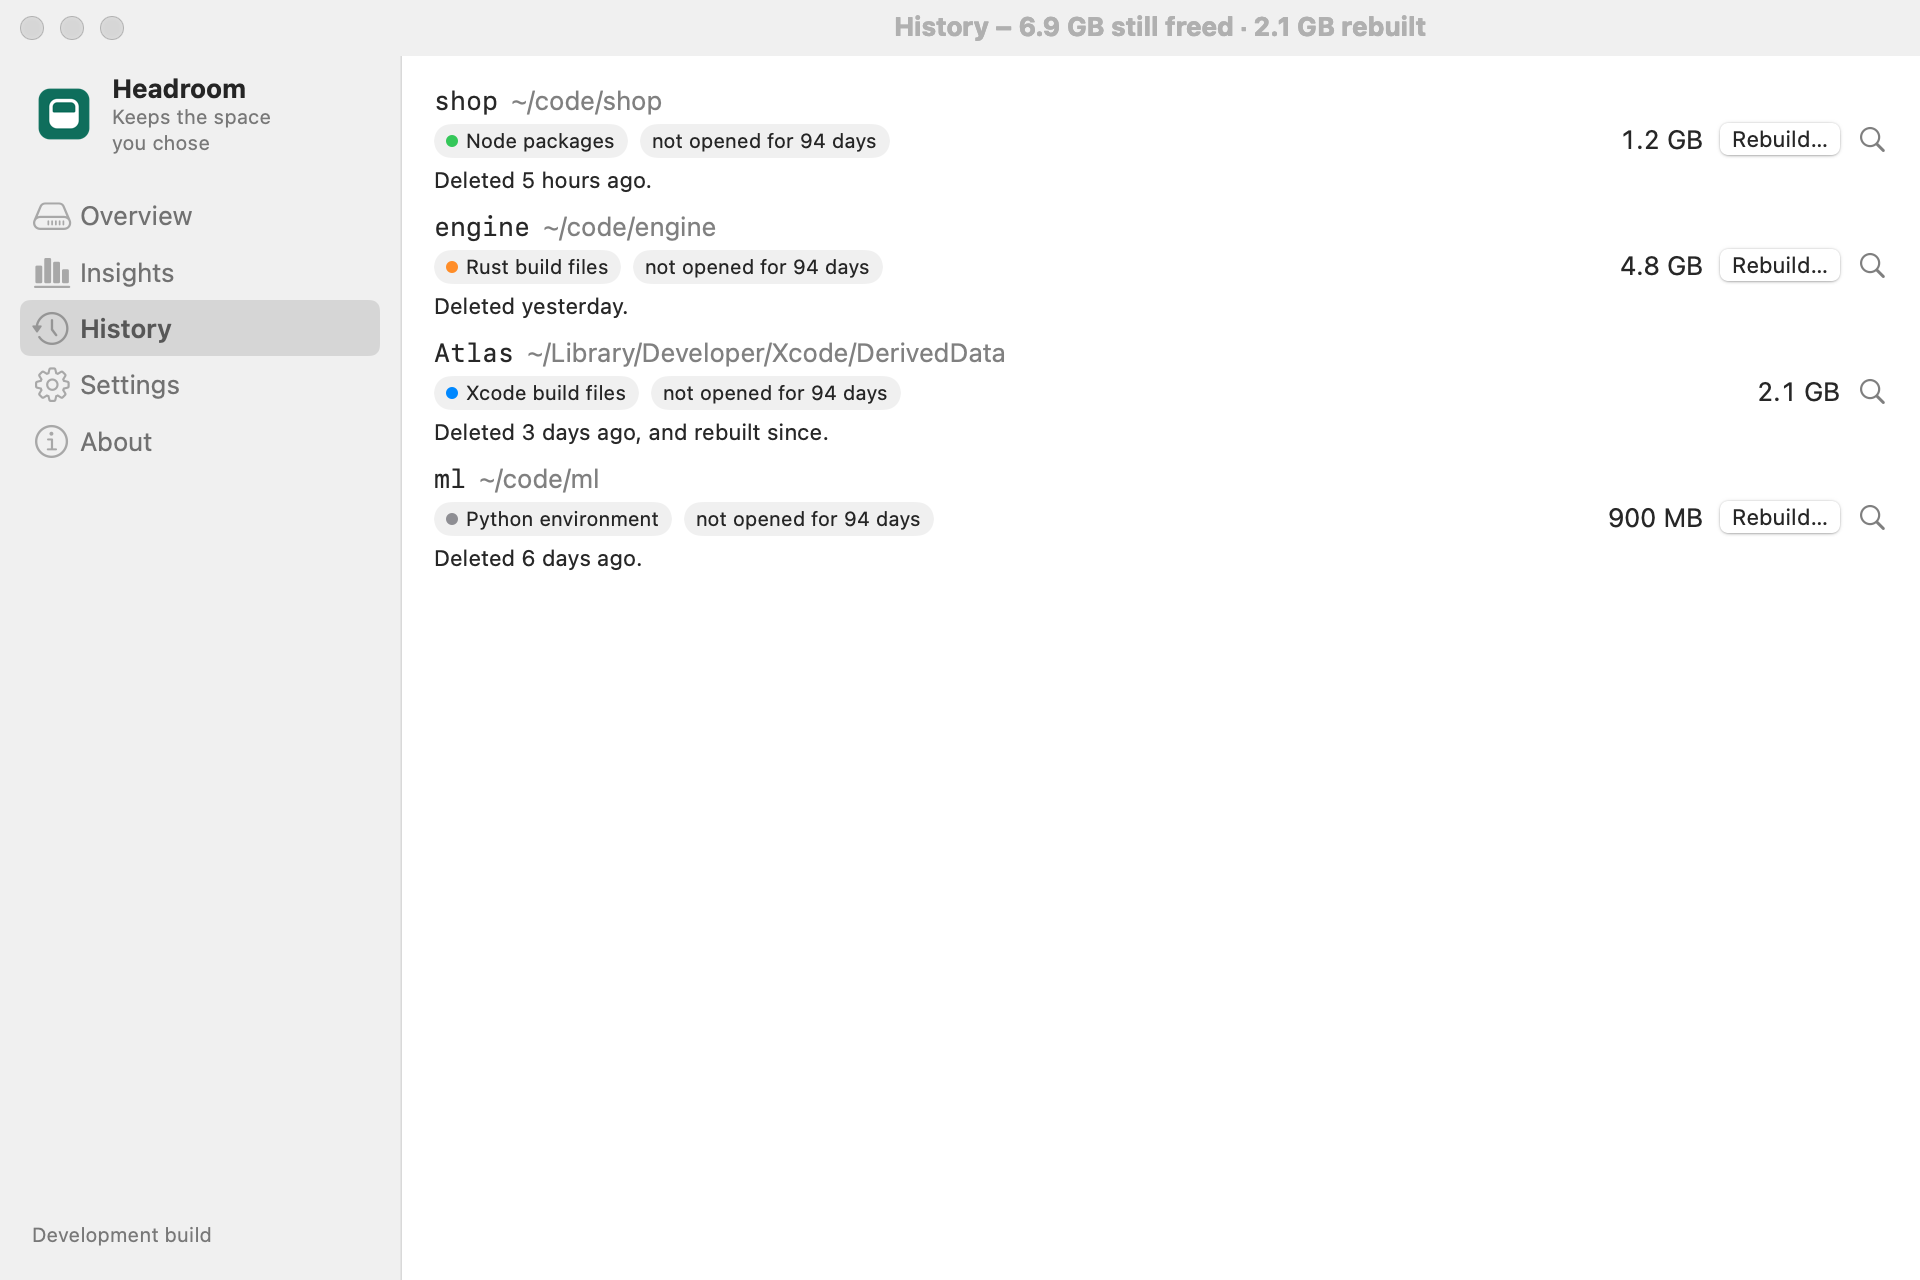 History – 6.9 GB still freed · 2.1 GB rebuilt
Headroom
Keeps the space
you chose
Overview
Insights
History
Settings
About
Development build
shop ~/code/shop
Node packages not opened for 94 days 1.2 GB Rebuild...
Deleted 5 hours ago.
engine ~/code/engine
Rust build files not opened for 94 days 4.8 GB Rebuild...
Deleted yesterday.
Atlas ~/Library/Developer/Xcode/DerivedData
Xcode build files not opened for 94 days 2.1 GB
Deleted 3 days ago, and rebuilt since.
ml ~/code/ml
Python environment not opened for 94 days 900 MB Rebuild...
Deleted 6 days ago.